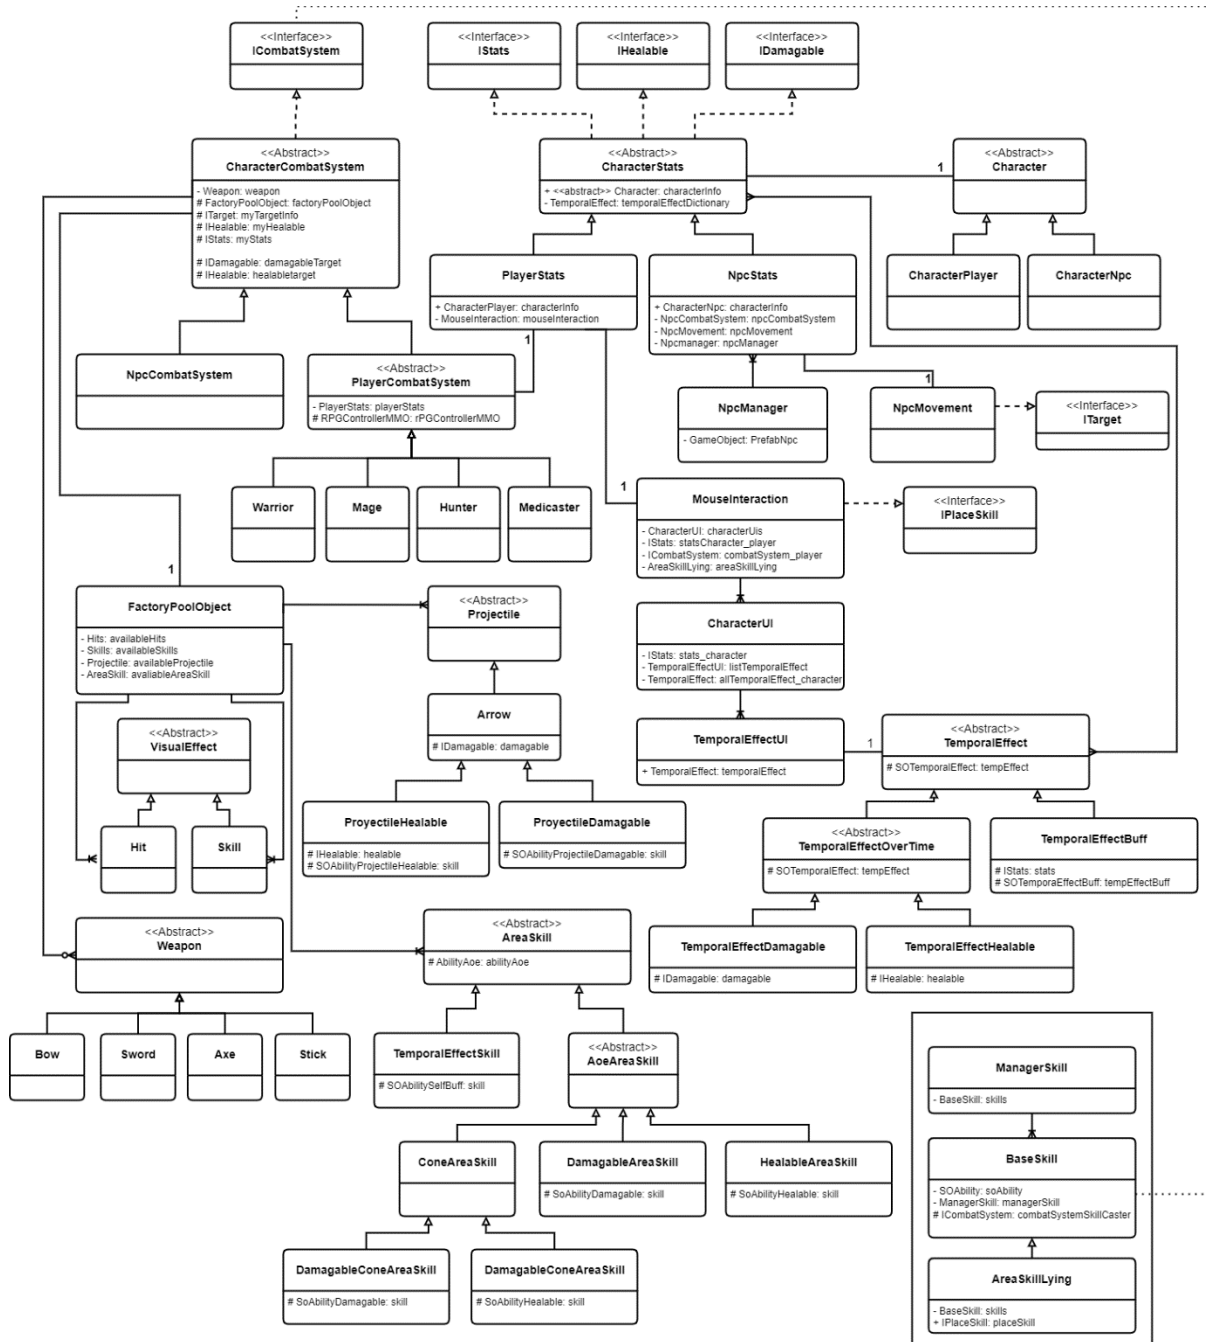 <<Interface>>
ICombatSystem
<<Interface>>
IStats
<<Interface>>
IHealable
<<Interface>>
IDamagable
<<Abstract>>
CharacterCombatSystem
- Weapon: weapon
# FactoryPoolObject: factoryPoolObject
# ITarget: myTargetInfo
# IHealable: myHealable
# IStats: myStats
# IDamagable: damagableTarget
# IHealable: healabletarget
<<Abstract>>
CharacterStats
+ <<abstract>> Character: characterInfo
- TemporalEffect: temporalEffectDictionary
1
<<Abstract>>
Character
PlayerStats
+ CharacterPlayer: characterInfo
- MouseInteraction: mouseInteraction
NpcStats
+ CharacterNpc: characterInfo
- NpcCombatSystem: npcCombatSystem
- NpcMovement: npcMovement
- Npcmanager: npcManager
CharacterPlayer
CharacterNpc
1
NpcCombatSystem
<<Abstract>>
PlayerCombatSystem
- PlayerStats: playerStats
# RPGControllerMMO: rPGControllerMMO
NpcManager
- GameObject: PrefabNpc
1
NpcMovement
<<Interface>>
ITarget
Warrior
Mage
Hunter
Medicaster
1
MouseInteraction
- CharacterUI: characterUis
- IStats: statsCharacter_player
- ICombatSystem: combatSystem_player
- AreaSkillLying: areaSkillLying
<<Interface>>
IPlaceSkill
1
FactoryPoolObject
- Hits: availableHits
- Skills: availableSkills
- Projectile: availableProjectile
- AreaSkill: avaliableAreaSkill
<<Abstract>>
Projectile
CharacterUI
- IStats: stats_character
- TemporalEffectUI: listTemporalEffect
- TemporalEffect: allTemporalEffect_character
<<Abstract>>
VisualEffect
Arrow
# IDamagable: damagable
TemporalEffectUI
+ TemporalEffect: temporalEffect
1
<<Abstract>>
TemporalEffect
# SOTemporalEffect: tempEffect
Hit
Skill
ProyectileHealable
# IHealable: healable
# SOAbilityProjectileHealable: skill
ProyectileDamagable
# SOAbilityProjectileDamagable: skill
<<Abstract>>
TemporalEffectOverTime
# SOTemporalEffect: tempEffect
TemporalEffectBuff
# IStats: stats
# SOTemporaEffectBuff: tempEffectBuff
<<Abstract>>
Weapon
<<Abstract>>
AreaSkill
# AbilityAoe: abilityAoe
TemporalEffectDamagable
# IDamagable: damagable
TemporalEffectHealable
# IHealable: healable
Bow
Sword
Axe
Stick
TemporalEffectSkill
# SOAbilitySelfBuff: skill
<<Abstract>>
AoeAreaSkill
ManagerSkill
- BaseSkill: skills
ConeAreaSkill
DamagableAreaSkill
# SoAbilityDamagable: skill
HealableAreaSkill
# SoAbilityHealable: skill
BaseSkill
- SOAbility: soAbility
- ManagerSkill: managerSkill
# ICombatSystem: combatSystemSkillCaster
DamagableConeAreaSkill
# SoAbilityDamagable: skill
DamagableConeAreaSkill
# SoAbilityHealable: skill
AreaSkillLying
- BaseSkill: skills
+ IPlaceSkill: placeSkill